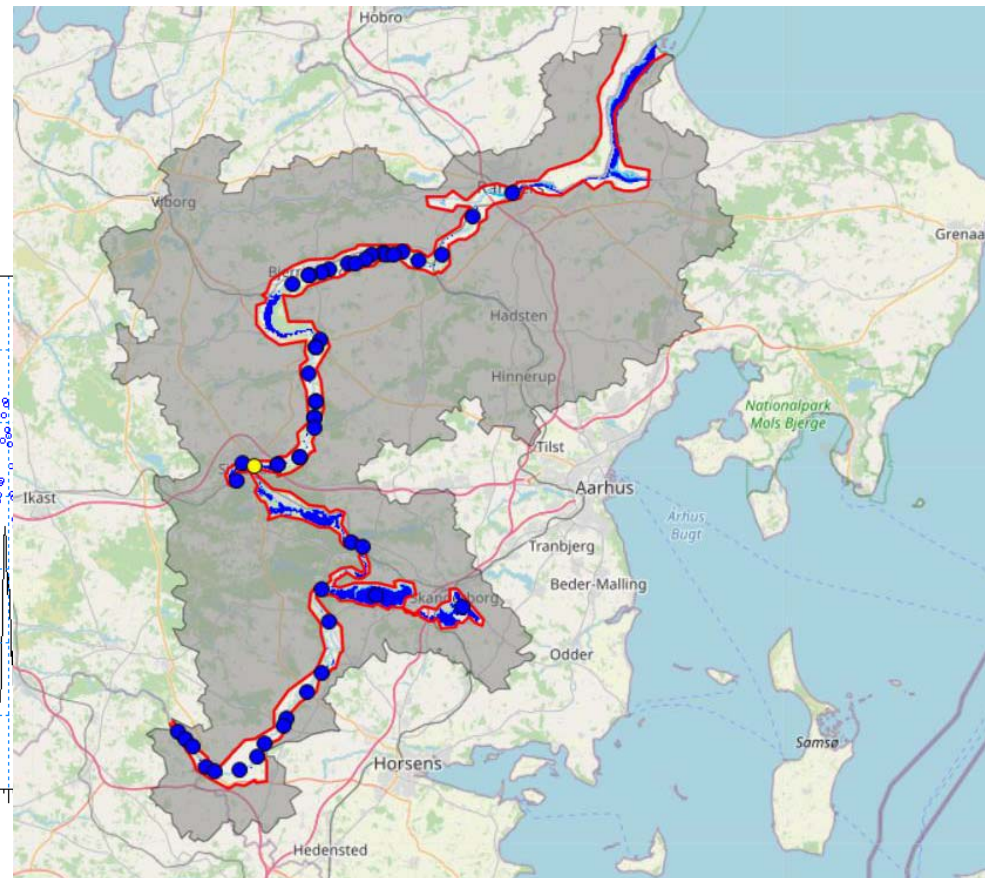 Hobro
Viborg
Grenaa
Hadsten
Hinnerup
Nationalpark
Mols Bjerge
Tilst
Ikast
Aarhus
Århus
Bugt
Tranbjerg
Beder-Malling
Skanderborg
Odder
Samsø
Horsens
Hedensted